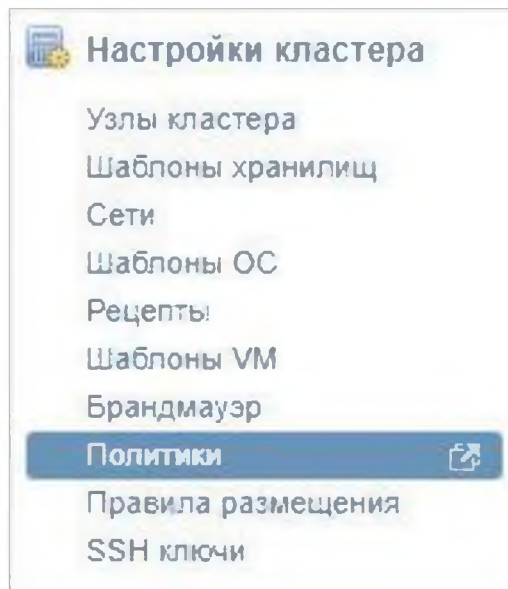 Настройки кластера
Узлы кластера
Шаблоны хранилищ
Сети
Шаблоны ОС
Рецепты
Шаблоны VM
Брандмауэр
Политики
Правила размещения
SSH ключи